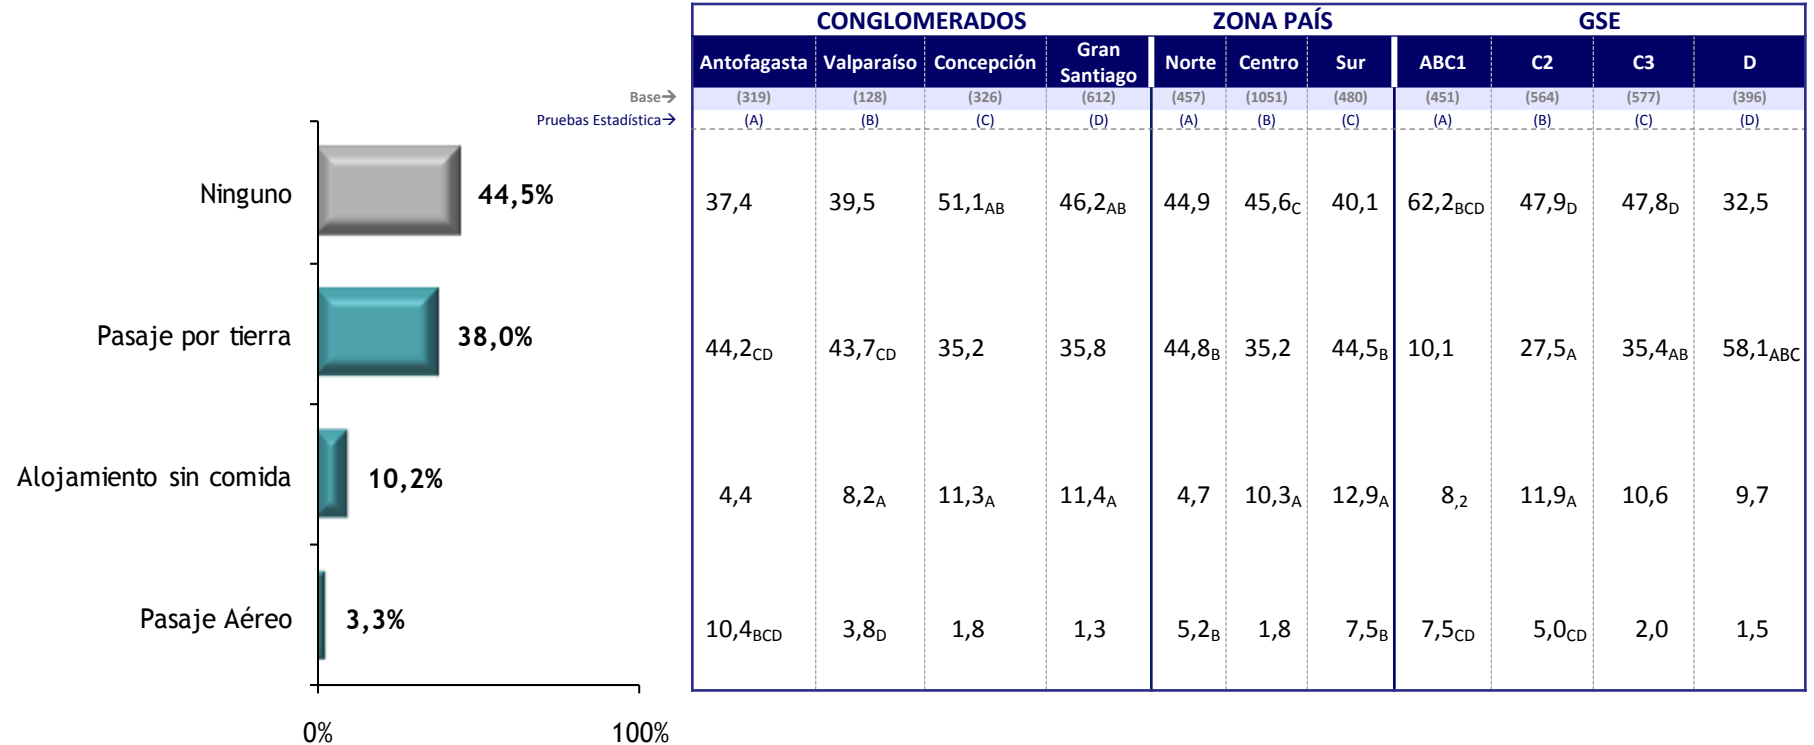 CONGLOMERADOS ZONA PAÍS GSE
Antofagasta Valparaíso Concepción Gran Santiago Norte Centro Sur ABC1 C2 C3 D
Base→ (319) (128) (326) (612) (457) (1051) (480) (451) (564) (577) (396)
Pruebas Estadística→ (A) (B) (C) (D) (A) (B) (C) (A) (B) (C) (D)
Ninguno 44,5% 37,4 39,5 51,1AB 46,2AB 44,9 45,6C 40,1 62,2BCD 47,9D 47,8D 32,5
Pasaje por tierra 38,0% 44,2CD 43,7CD 35,2 35,8 44,8B 35,2 44,5B 10,1 27,5A 35,4AB 58,1ABC
Alojamiento sin comida 10,2% 4,4 8,2A 11,3A 11,4A 4,7 10,3A 12,9A 8,2 11,9A 10,6 9,7
Pasaje Aéreo 3,3% 10,4BCD 3,8D 1,8 1,3 5,2B 1,8 7,5B 7,5CD 5,0CD 2,0 1,5
0% 100%